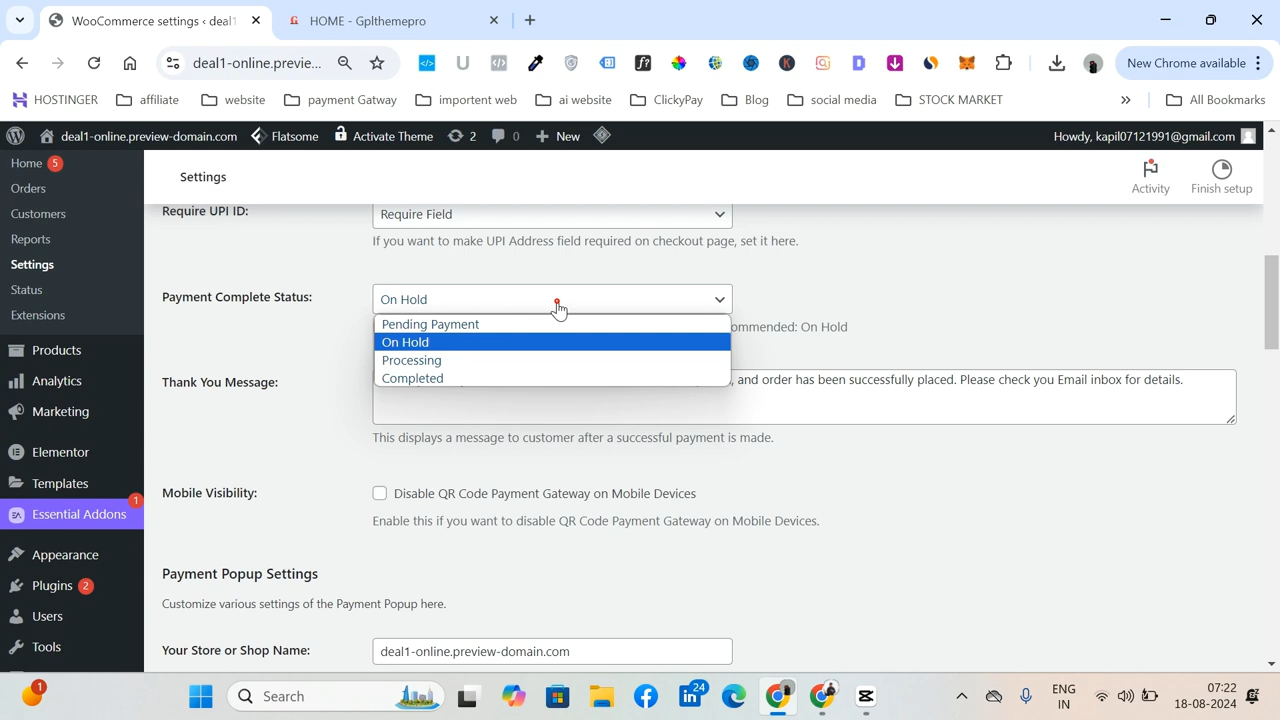 WooCommerce settings ‹ deal1
HOME - Gplthemepro
deal1-online.previe...
New Chrome available
HOSTINGER
affiliate
website
payment Gatway
importent web
ai website
ClickyPay
Blog
social media
STOCK MARKET
»
All Bookmarks
deal1-online.preview-domain.com
Flatsome
Activate Theme
2
0
New
Howdy, kapil07121991@gmail.com
Home 5
Orders
Customers
Reports
Settings
Status
Extensions
Products
Analytics
Marketing
Elementor
Templates
Essential Addons 1
Appearance
Plugins 2
Users
Tools
Settings
Activity
Finish setup
Require UPI ID:
Require Field
If you want to make UPI Address field required on checkout page, set it here.
Payment Complete Status:
On Hold
Pending Payment
On Hold
Processing
Completed
ommended: On Hold
Thank You Message:
, and order has been successfully placed. Please check you Email inbox for details.
This displays a message to customer after a successful payment is made.
Mobile Visibility:
Disable QR Code Payment Gateway on Mobile Devices
Enable this if you want to disable QR Code Payment Gateway on Mobile Devices.
Payment Popup Settings
Customize various settings of the Payment Popup here.
Your Store or Shop Name:
deal1-online.preview-domain.com
1
Search
24
ENG
IN
07:22
18-08-2024